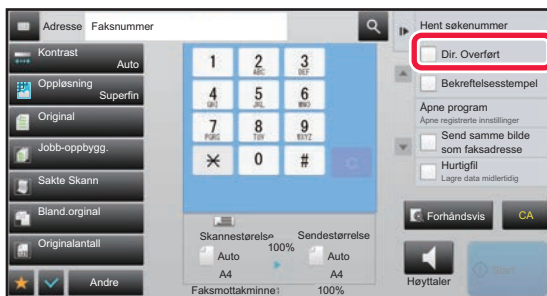 Adresse Faksnummer
Kontrast
Auto
Oppløsning
Superfin
Original
Jobb-oppbygg.
Sakte Skann
Bland.orginal
Originalantall
Andre
1 2 3
ABC DEF
4 5 6
GHI JKL MNO
7 8 9
PQRS TUV WXYZ
0 #
C
Skannestørelse Sendestørrelse
100%
Auto Auto
A4 A4
Faksmottakminne: 100%
Hent søkenummer
Dir. Overført
Bekreftelsesstempel
Åpne program
Åpne registrerte innstillinger
Send samme bilde
som faksadresse
Hurtigfil
Lagre data midlertidig
Forhåndsvis CA
Høyttaler
Start